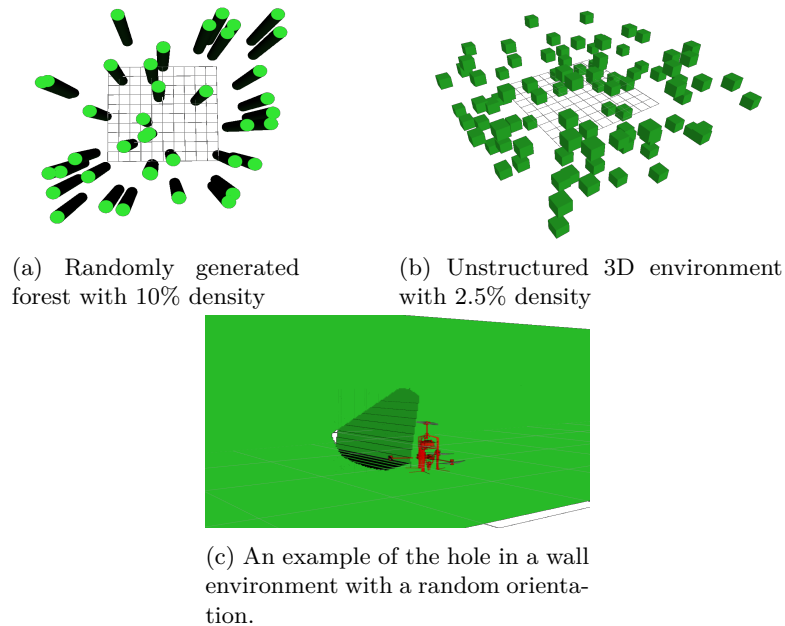 (a) Randomly generated
forest with 10% density
(b) Unstructured 3D environment
with 2.5% density
(c) An example of the hole in a wall
environment with a random orienta-
tion.